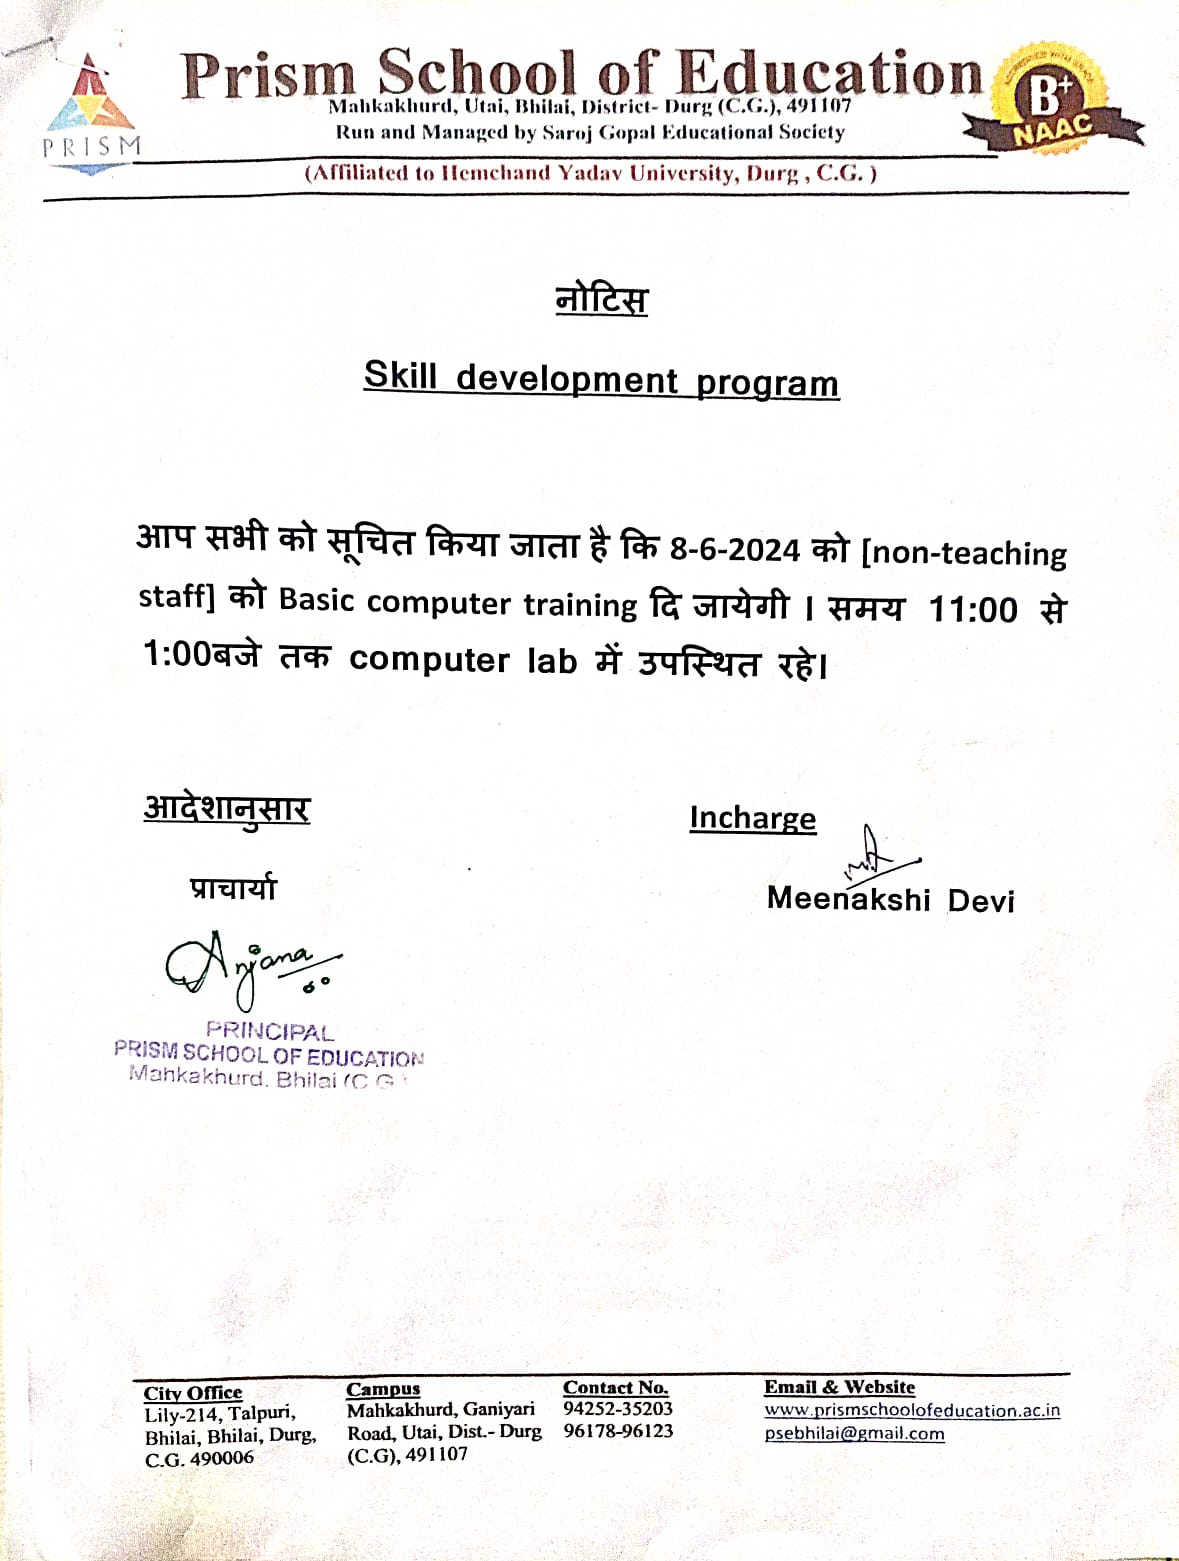 Prism School of Education
Mahkakhurd, Utai, Bhilai, District- Durg (C.G.), 491107
Run and Managed by Saroj Gopal Educational Society
(Affiliated to Hemchand Yadav University, Durg , C.G. )
PRISM
B+
NAAC
नोटिस
Skill development program
आप सभी को सूचित किया जाता है कि 8-6-2024 को [non-teaching
staff] को Basic computer training दि जायेगी । समय 11:00 से
1:00बजे तक computer lab में उपस्थित रहे।
आदेशानुसार
प्राचार्या
Anjana
PRINCIPAL
PRISM SCHOOL OF EDUCATION
Mahkakhurd. Bhilai (C G )
Incharge
Meenakshi Devi
City Office
Lily-214, Talpuri,
Bhilai, Bhilai, Durg,
C.G. 490006
Campus
Mahkakhurd, Ganiyari
Road, Utai, Dist.- Durg
(C.G), 491107
Contact No.
94252-35203
96178-96123
Email & Website
www.prismschoolofeducation.ac.in
psebhilai@gmail.com